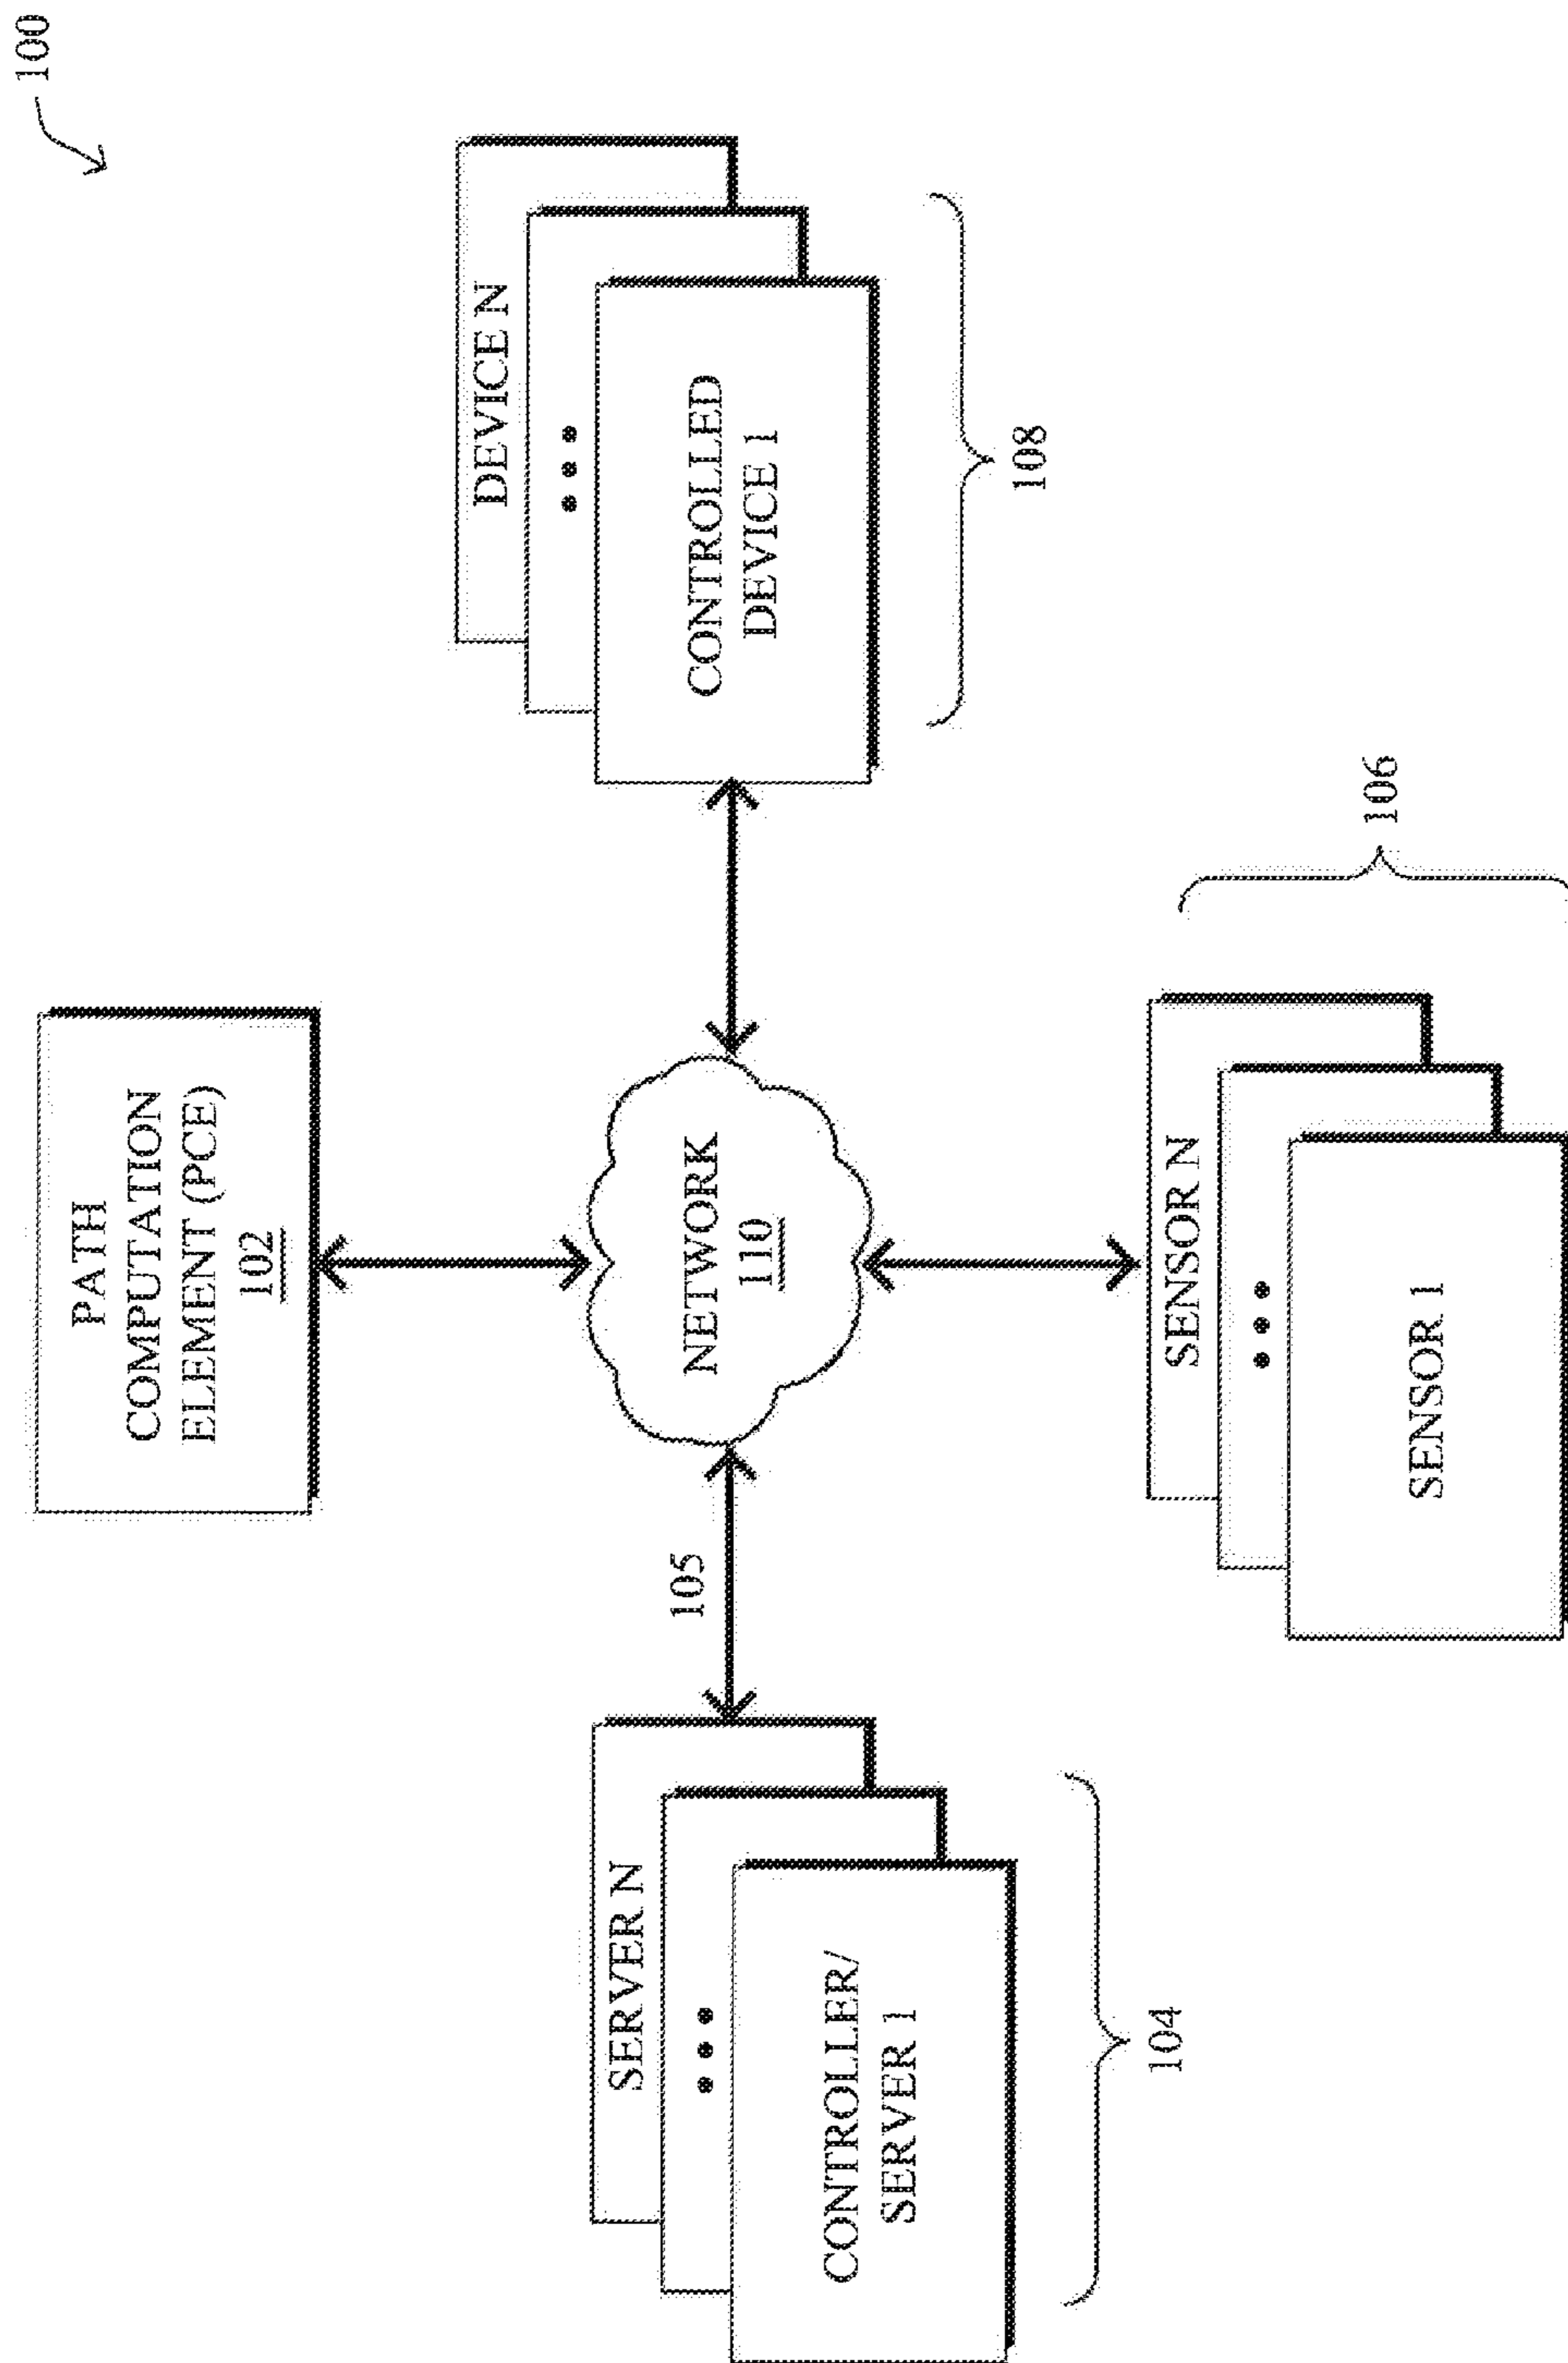 100
PATH
COMPUTATION
ELEMENT (PCE)
102
SERVER N
CONTROLLER/
SERVER 1
104
105
NETWORK
110
DEVICE N
CONTROLLED
DEVICE 1
108
SENSOR N
SENSOR 1
106